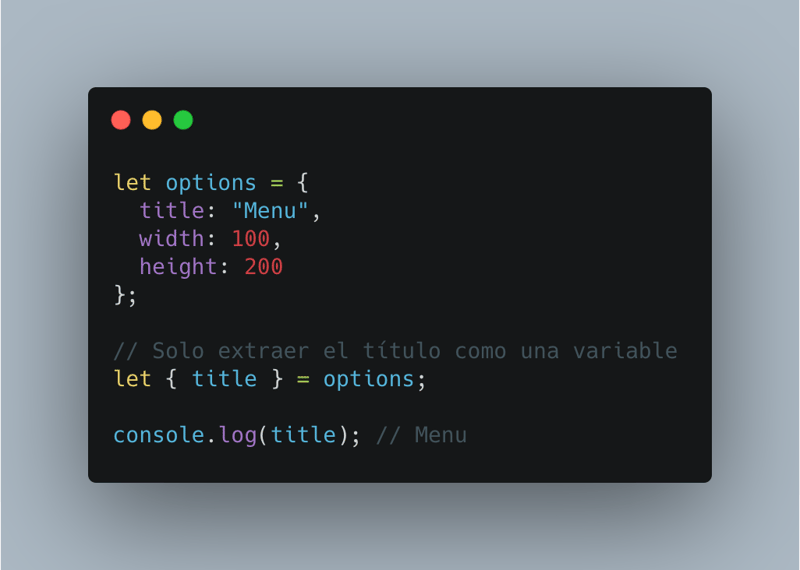 let options = {
  title: "Menu",
  width: 100,
  height: 200
};
// Solo extraer el título como una variable
let { title } = options;
console.log(title); // Menu